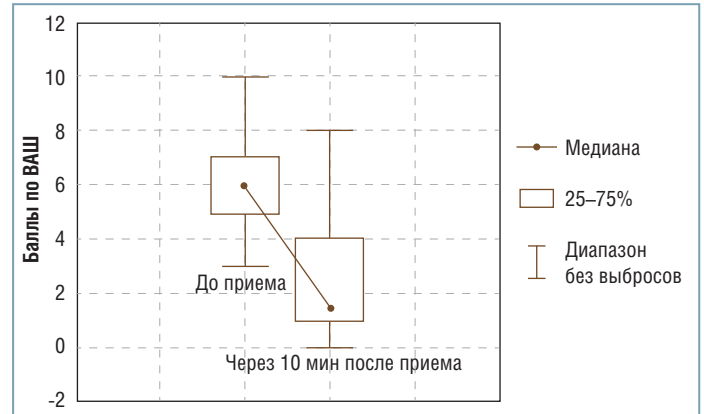 12
10
8
6
4
2
0
-2
Баллы по ВАШ
До приема
Через 10 мин после приема
Медиана
25–75%
Диапазон
без выбросов